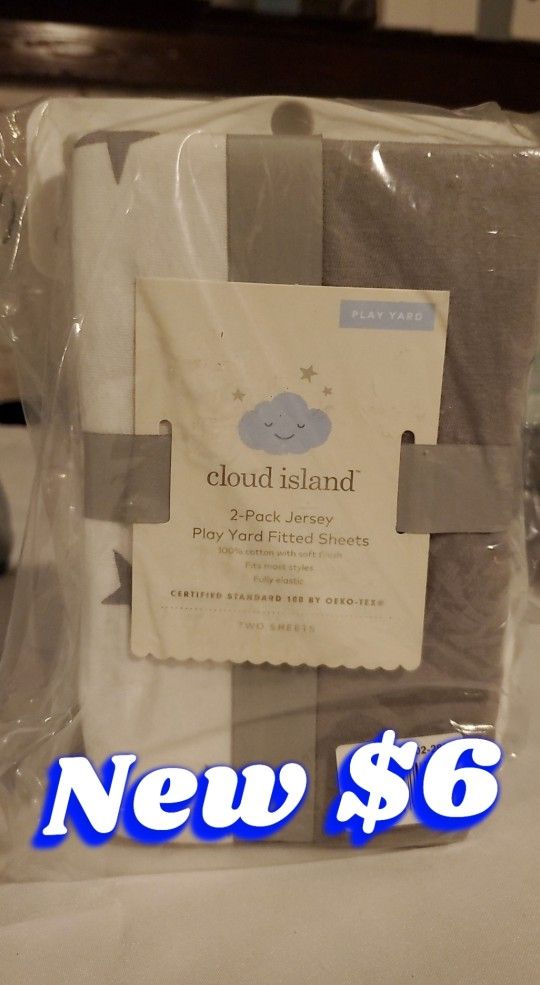 PLAY YARD
cloud island™
2-Pack Jersey
Play Yard Fitted Sheets
100% cotton with soft finish
Fits most styles
Fully elastic
CERTIFIED STANDARD 100 BY OEKO-TEX®
TWO SHEETS
New $6